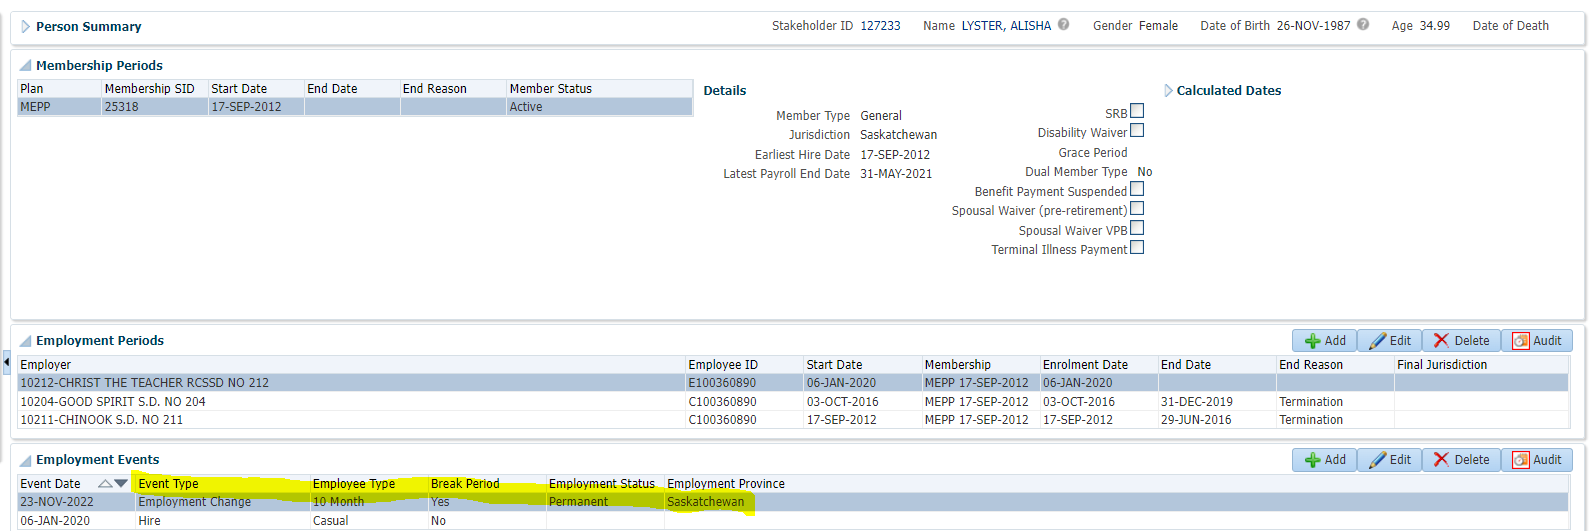 Person Summary Stakeholder ID 127233 Name LYSTER, ALISHA Gender Female Date of Birth 26-NOV-1987 Age 34.99 Date of Death
Membership Periods
Plan Membership SID Start Date End Date End Reason Member Status
MEPP 25318 17-SEP-2012 Active
Details
Member Type General
Jurisdiction Saskatchewan
Earliest Hire Date 17-SEP-2012
Latest Payroll End Date 31-MAY-2021
SRB
Disability Waiver
Grace Period
Dual Member Type No
Benefit Payment Suspended
Spousal Waiver (pre-retirement)
Spousal Waiver VPB
Terminal Illness Payment
Calculated Dates
Employment Periods Add Edit Delete Audit
Employer Employee ID Start Date Membership Enrolment Date End Date End Reason Final Jurisdiction
10212-CHRIST THE TEACHER RCSSD NO 212 E100360890 06-JAN-2020 MEPP 17-SEP-2012 06-JAN-2020
10204-GOOD SPIRIT S.D. NO 204 C100360890 03-OCT-2016 MEPP 17-SEP-2012 03-OCT-2016 31-DEC-2019 Termination
10211-CHINOOK S.D. NO 211 C100360890 17-SEP-2012 MEPP 17-SEP-2012 17-SEP-2012 29-JUN-2016 Termination
Employment Events Add Edit Delete Audit
Event Date Event Type Employee Type Break Period Employment Status Employment Province
23-NOV-2022 Employment Change 10 Month Yes Permanent Saskatchewan
06-JAN-2020 Hire Casual No